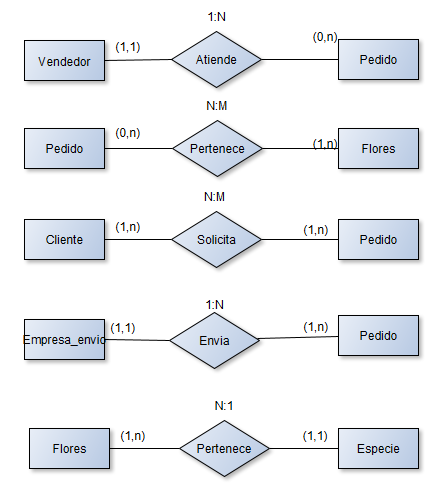 1:N
Vendedor (1,1) Atiende (0,n) Pedido
N:M
Pedido (0,n) Pertenece (1,n) Flores
N:M
Cliente (1,n) Solicita (1,n) Pedido
1:N
Empresa_envio (1,1) Envia (1,n) Pedido
N:1
Flores (1,n) Pertenece (1,1) Especie